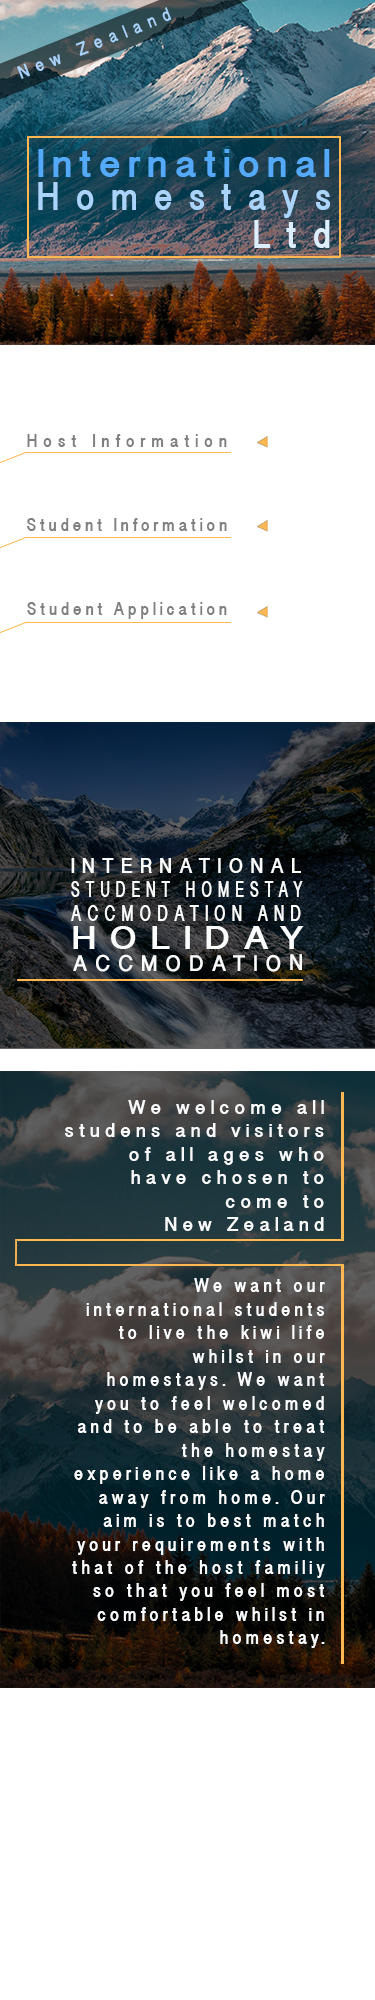 New Zealand
International
Homestays
Ltd
Host Information
Student Information
Student Application
INTERNATIONAL
STUDENT HOMESTAY
ACCMODATION AND
HOLIDAY
ACCMODATION
We welcome all
studens and visitors
of all ages who
have chosen to
come to
New Zealand
We want our
international students
to live the kiwi life
whilst in our
homestays. We want
you to feel welcomed
and to be able to treat
the homestay
experience like a home
away from home. Our
aim is to best match
your requirements with
that of the host familiy
so that you feel most
comfortable whilst in
homestay.